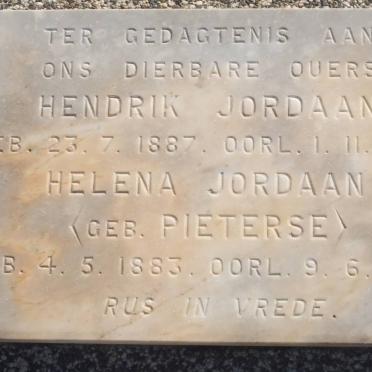 TER GEDAGTENIS AAN
ONS DIERBARE OUERS
HENDRIK JORDAAN
EB. 23. 7. 1887. OORL. 1. 11.
HELENA JORDAAN
<GEB. PIETERSE>
B. 4. 5. 1883. OORL. 9. 6.
RUS IN VREDE.